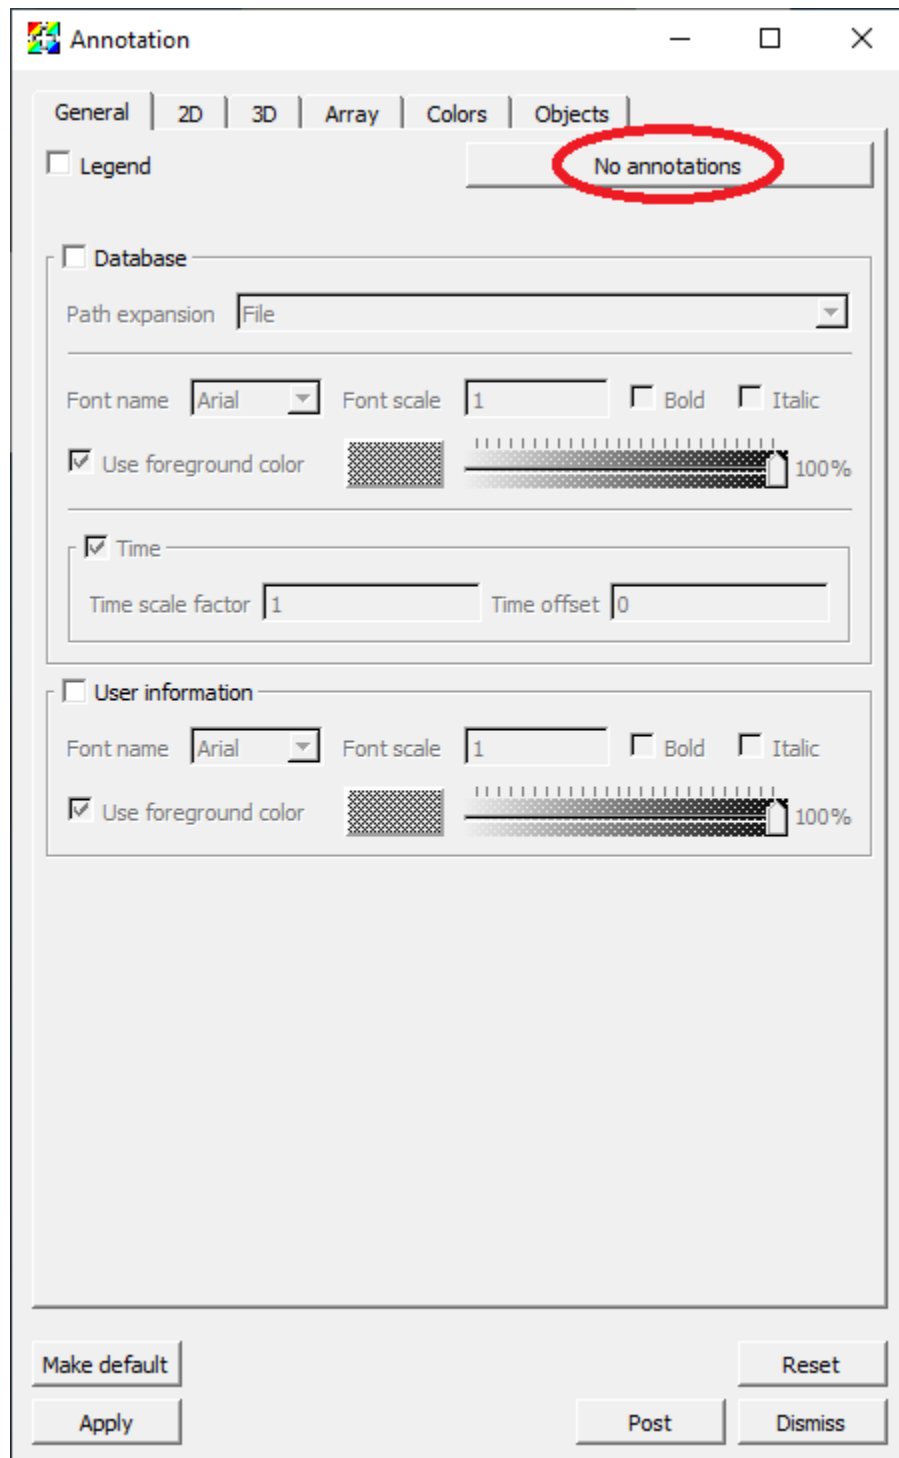 Annotation
General 2D 3D Array Colors Objects
Legend No annotations
Database
Path expansion File
Font name Arial Font scale 1 Bold Italic
Use foreground color 100%
Time
Time scale factor 1 Time offset 0
User information
Font name Arial Font scale 1 Bold Italic
Use foreground color 100%
Make default Reset
Apply Post Dismiss